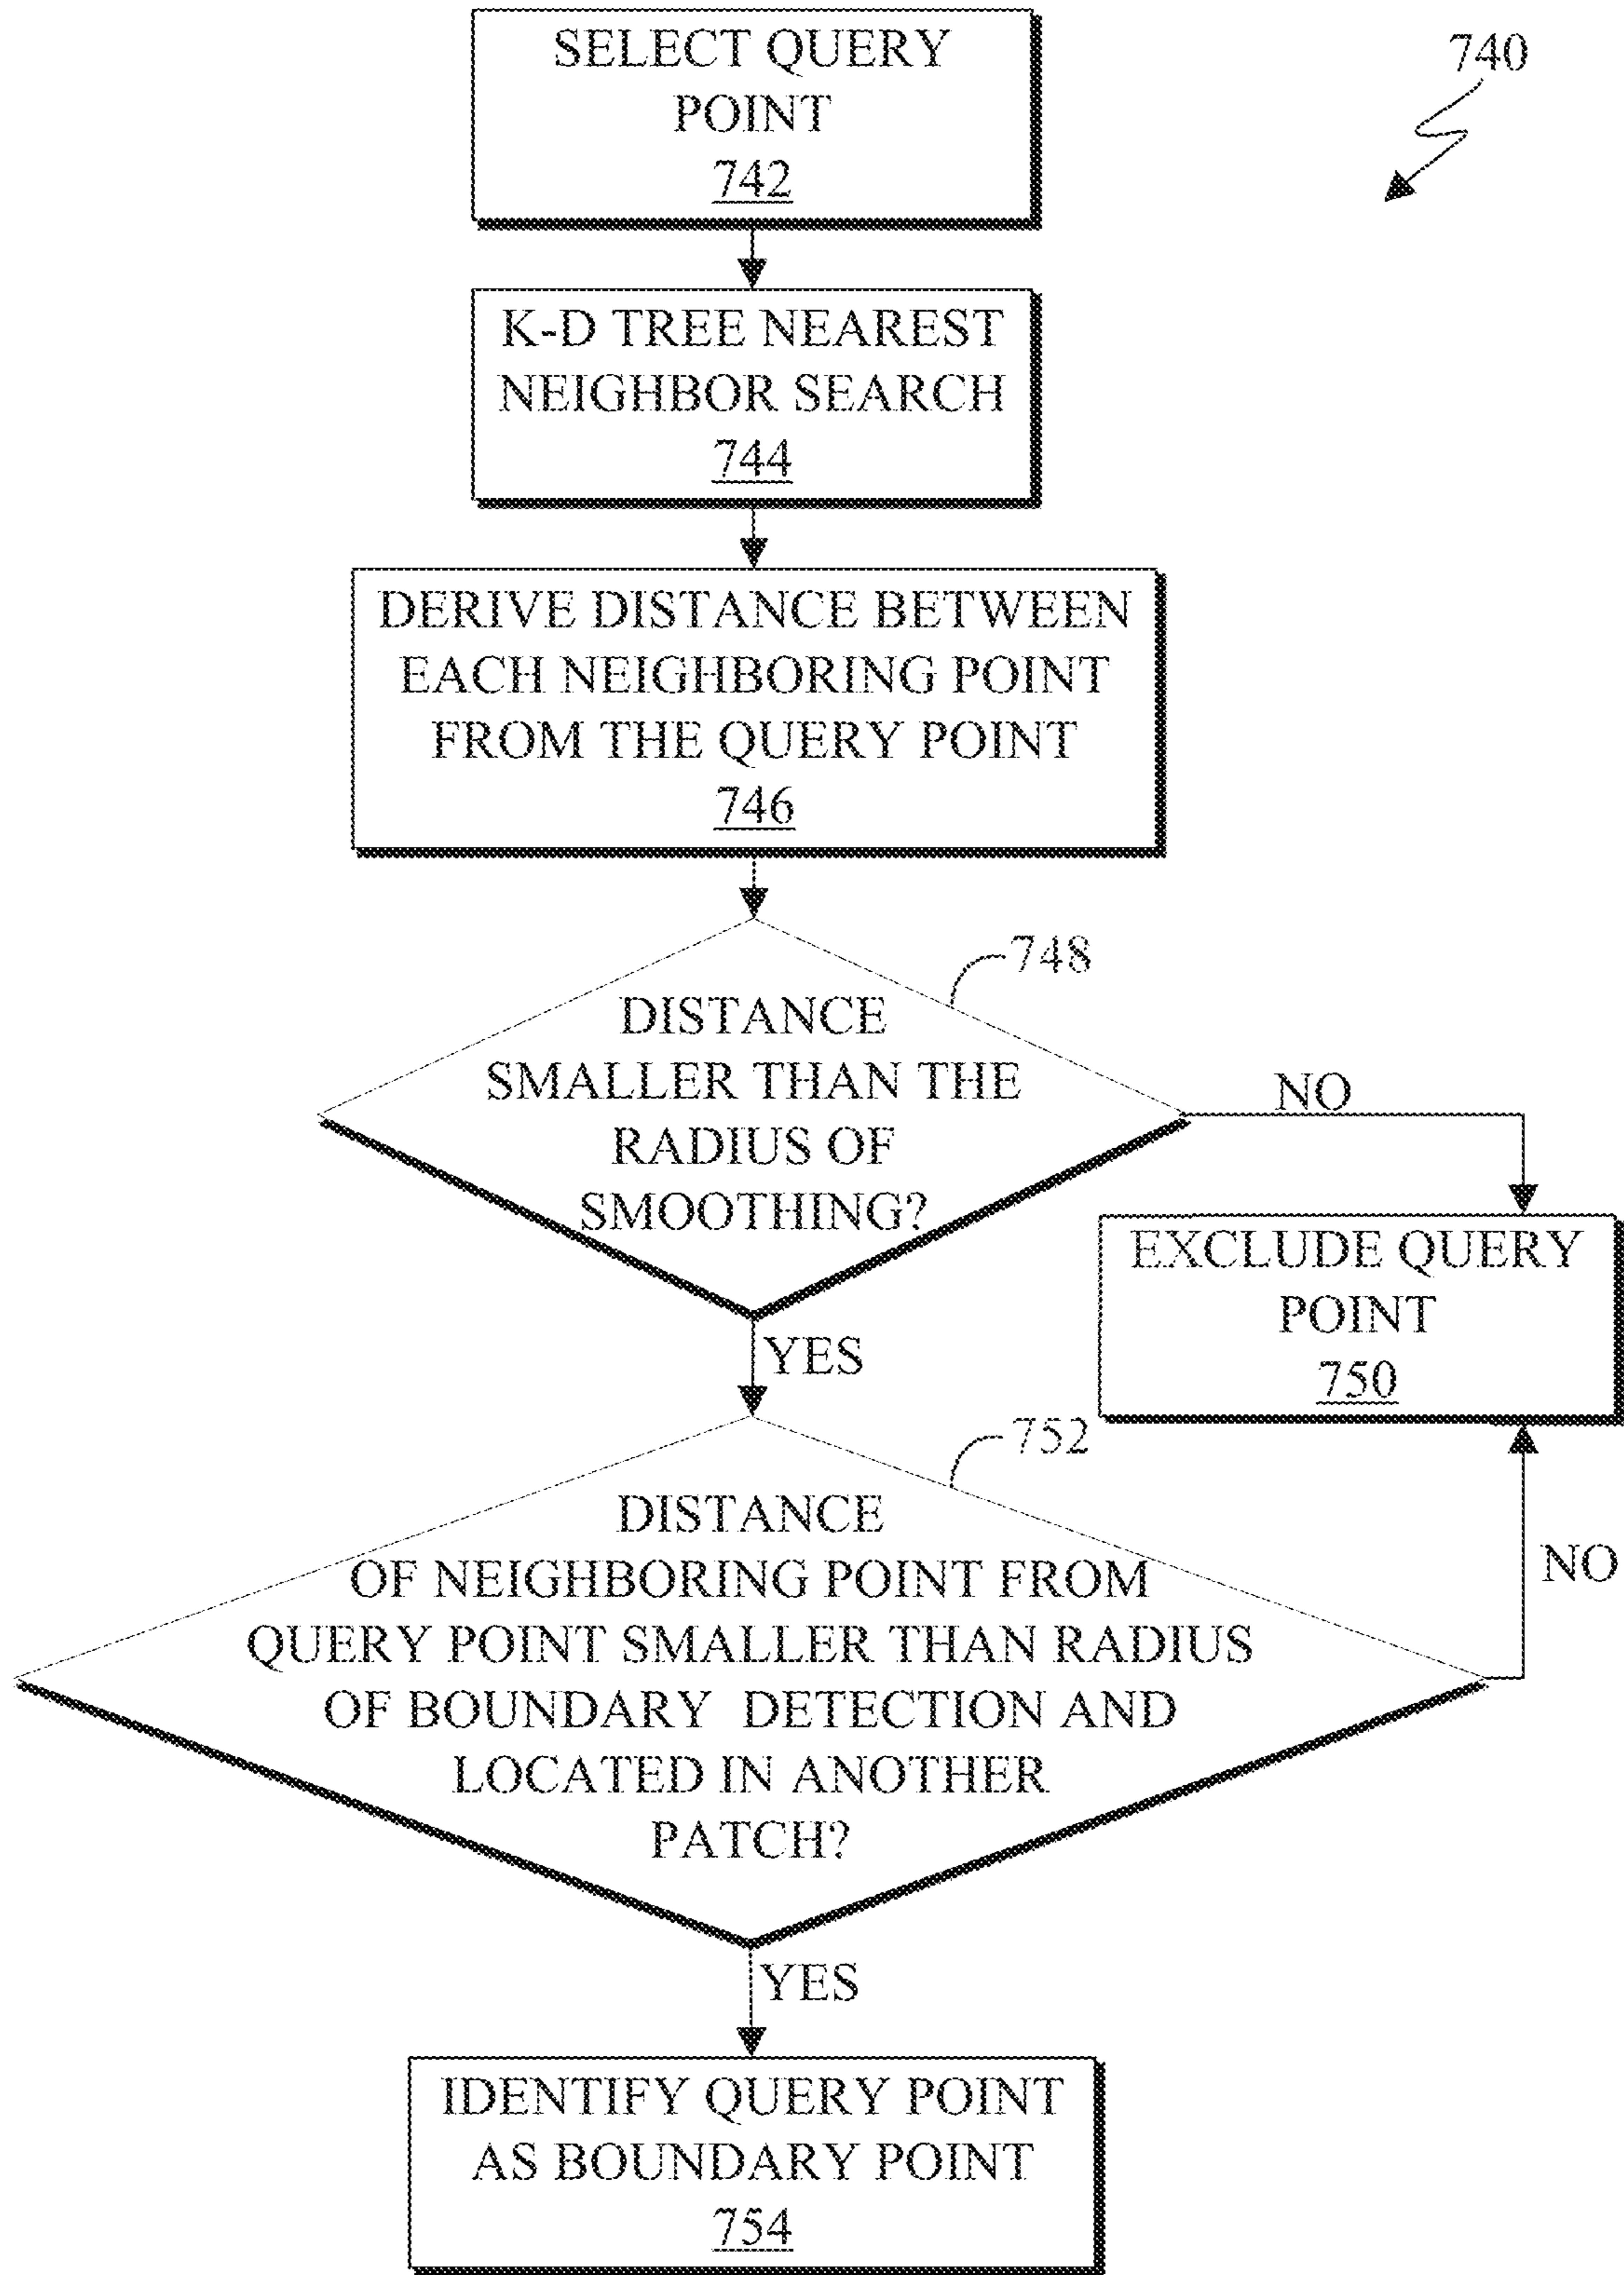 740
SELECT QUERY
POINT
742
K-D TREE NEAREST
NEIGHBOR SEARCH
744
DERIVE DISTANCE BETWEEN
EACH NEIGHBORING POINT
FROM THE QUERY POINT
746
748
DISTANCE
SMALLER THAN THE
RADIUS OF
SMOOTHING?
NO
EXCLUDE QUERY
POINT
750
YES
752
DISTANCE
OF NEIGHBORING POINT FROM
QUERY POINT SMALLER THAN RADIUS
OF BOUNDARY DETECTION AND
LOCATED IN ANOTHER
PATCH?
NO
YES
IDENTIFY QUERY POINT
AS BOUNDARY POINT
754